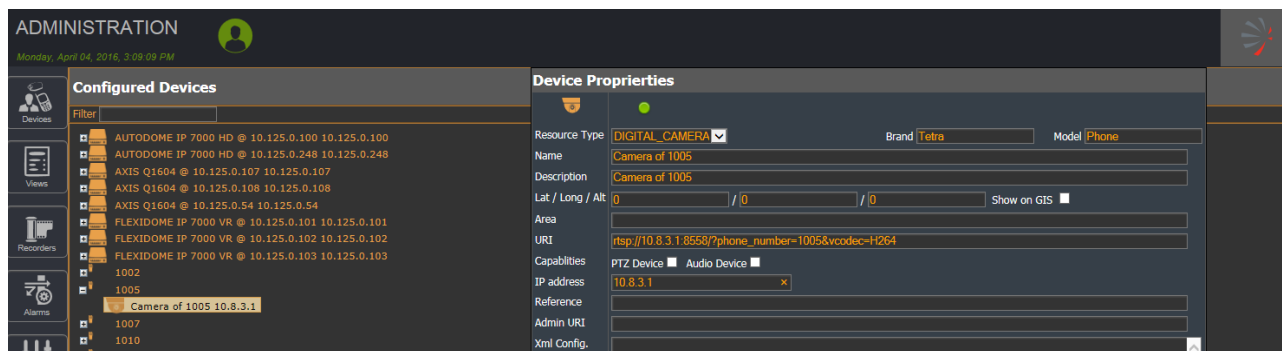 ADMINISTRATION
Monday, April 04, 2016, 3:09:09 PM
Devices
Views
Recorders
Alarms
Configured Devices
Filter
AUTODOME IP 7000 HD @ 10.125.0.100 10.125.0.100
AUTODOME IP 7000 HD @ 10.125.0.248 10.125.0.248
AXIS Q1604 @ 10.125.0.107 10.125.0.107
AXIS Q1604 @ 10.125.0.108 10.125.0.108
AXIS Q1604 @ 10.125.0.54 10.125.0.54
FLEXIDOME IP 7000 VR @ 10.125.0.101 10.125.0.101
FLEXIDOME IP 7000 VR @ 10.125.0.102 10.125.0.102
FLEXIDOME IP 7000 VR @ 10.125.0.103 10.125.0.103
1002
1005
Camera of 1005 10.8.3.1
1007
1010
Device Proprierties
Resource Type DIGITAL_CAMERA Brand Tetra Model Phone
Name Camera of 1005
Description Camera of 1005
Lat / Long / Alt 0 / 0 / 0 Show on GIS
Area
URI rtsp://10.8.3.1:8558/?phone_number=1005&vcodec=H264
Capablities PTZ Device Audio Device
IP address 10.8.3.1 ×
Reference
Admin URI
Xml Config.